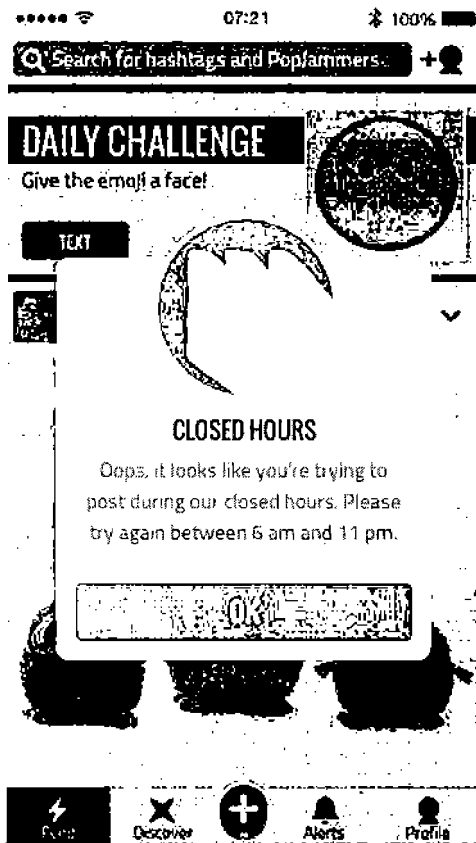 07:21
100%
Search for hashtags and PopJammers...
DAILY CHALLENGE
Give the emoji a face!
TEXT
CLOSED HOURS
Oops, it looks like you're trying to
post during our closed hours. Please
try again between 6 am and 11 pm.
OK
Feed
Discover
Alerts
Profile